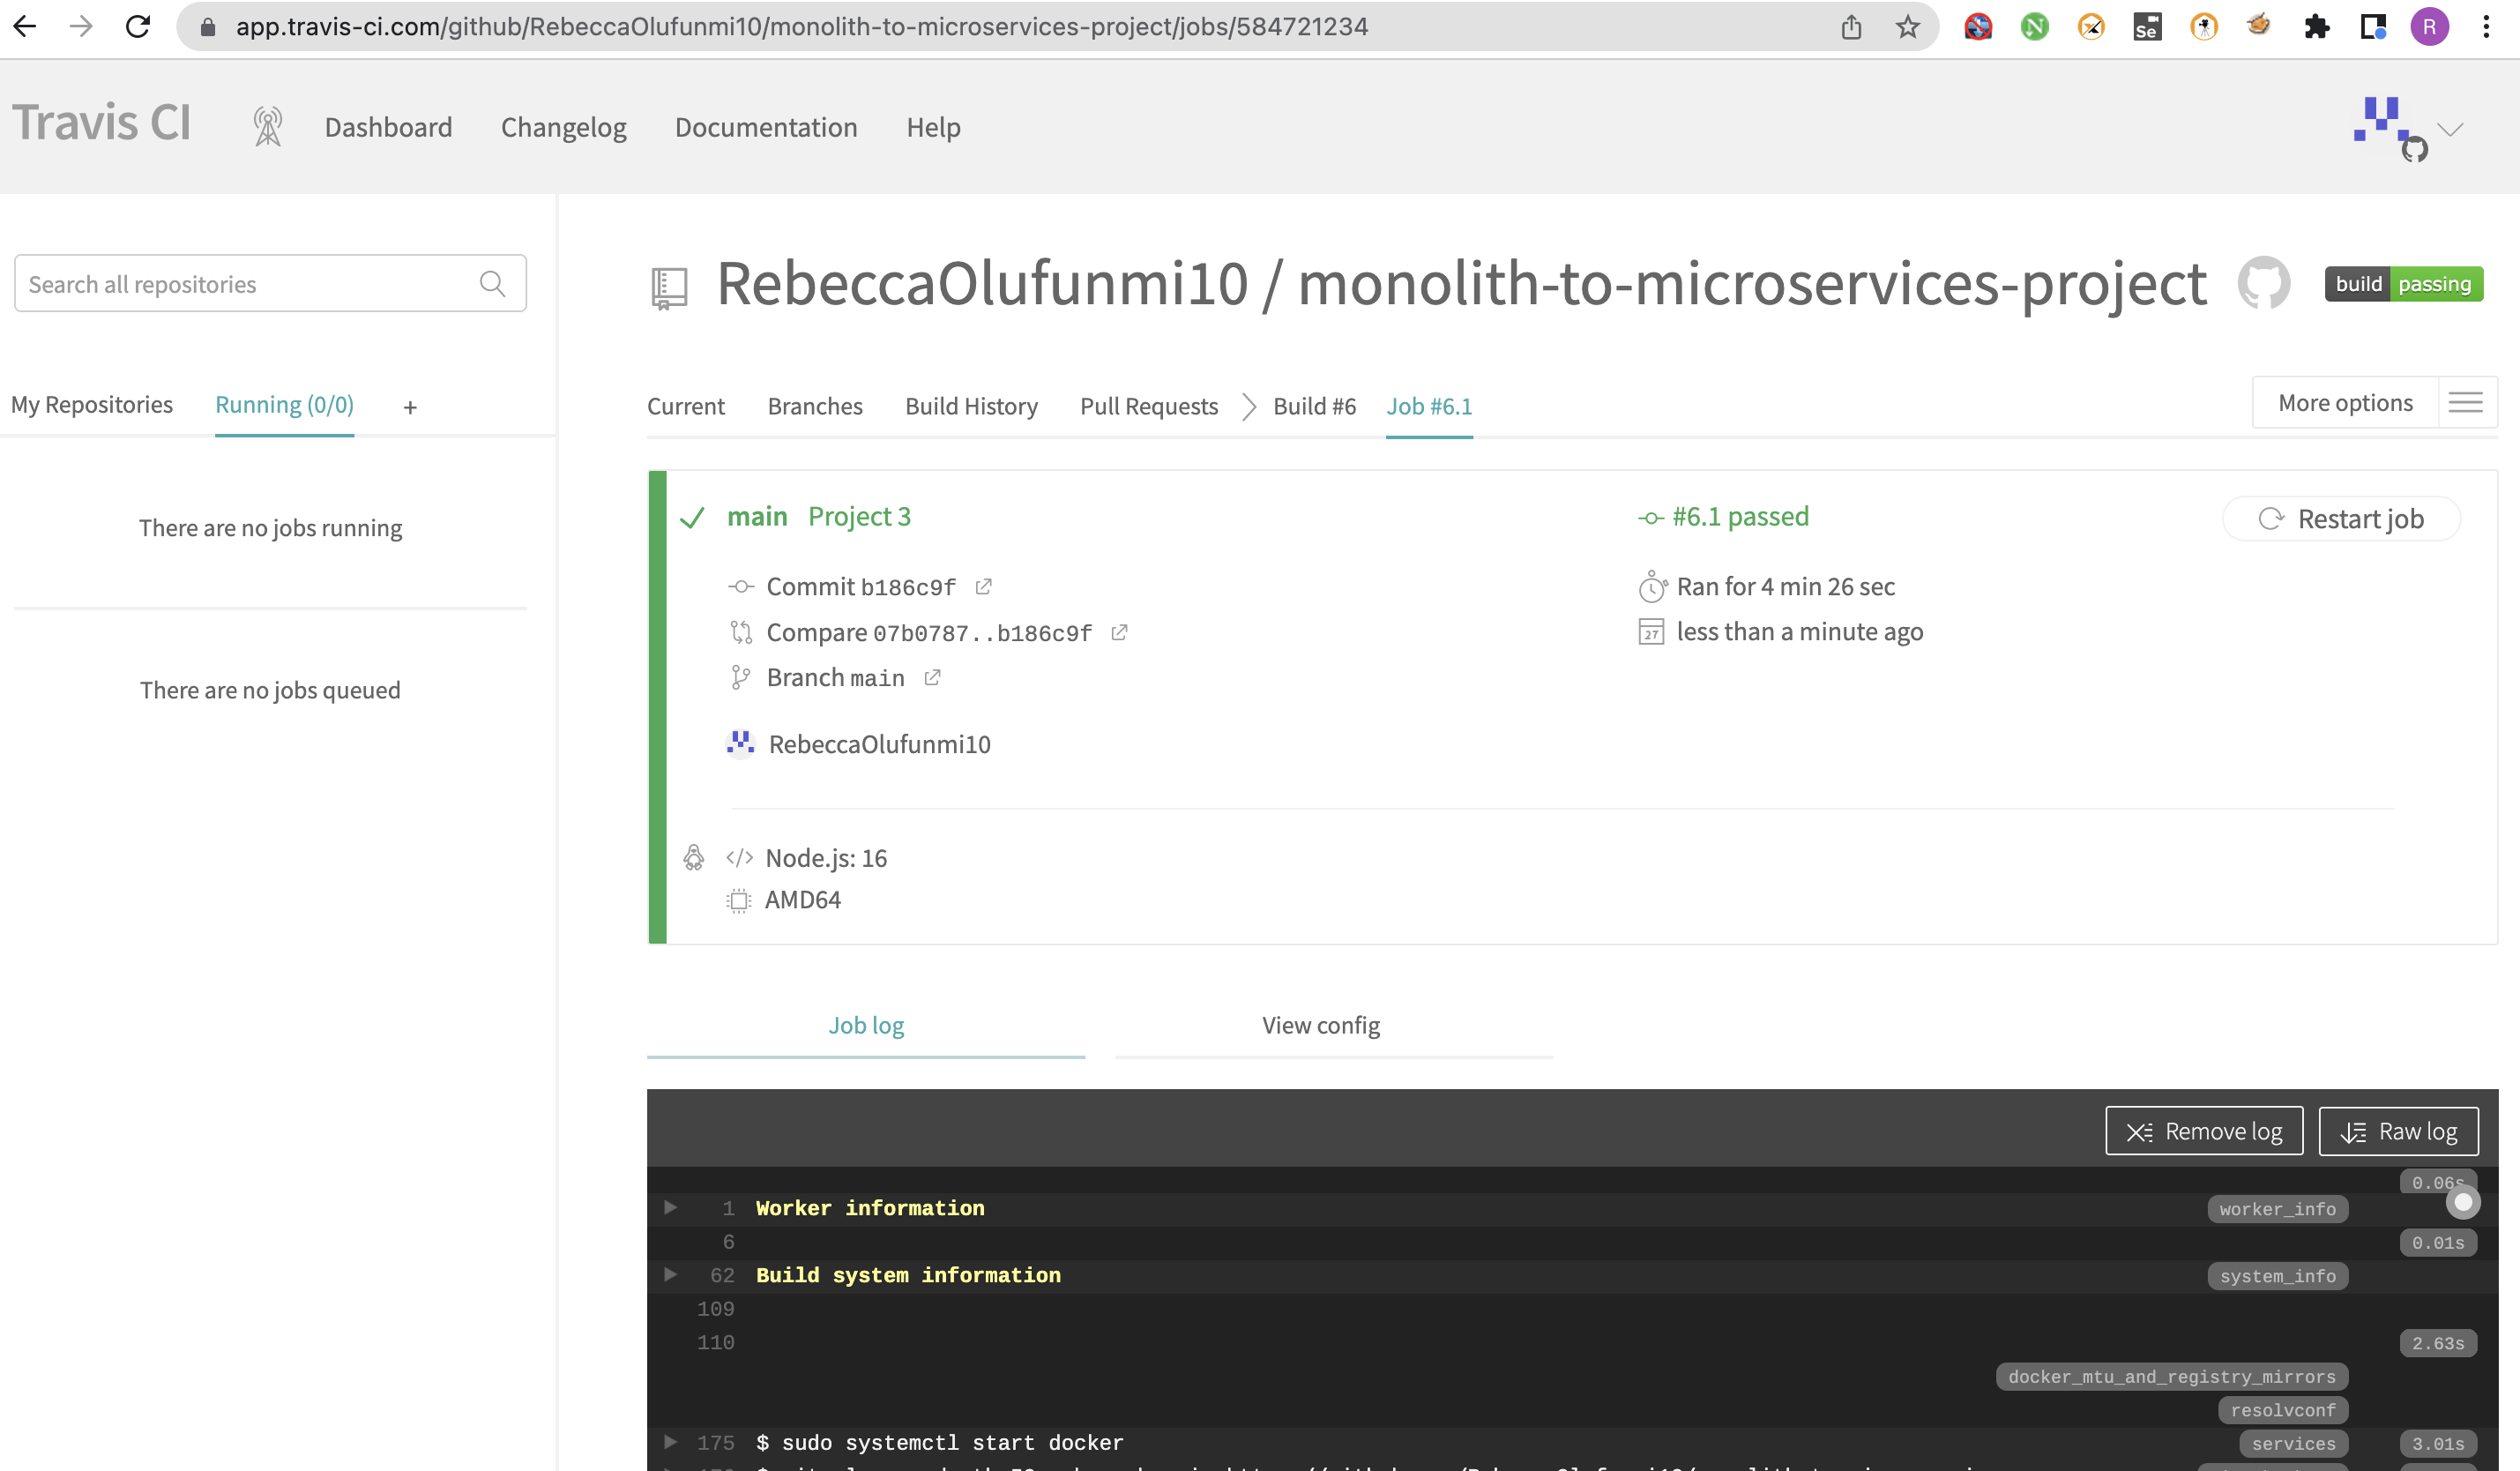 app.travis-ci.com/github/RebeccaOlufunmi10/monolith-to-microservices-project/jobs/584721234
N
Se
R
Travis CI
Dashboard Changelog Documentation Help
Search all repositories
RebeccaOlufunmi10 / monolith-to-microservices-project
build passing
My Repositories Running (0/0) +
Current Branches Build History Pull Requests Build #6 Job #6.1
More options
There are no jobs running
There are no jobs queued
main Project 3
#6.1 passed
Restart job
Commit b186c9f
Ran for 4 min 26 sec
Compare 07b0787..b186c9f
27 less than a minute ago
Branch main
RebeccaOlufunmi10
</> Node.js: 16
AMD64
Job log View config
Remove log Raw log
0.06s
1 Worker information worker_info
6 0.01s
62 Build system information system_info
109
110 2.63s
docker_mtu_and_registry_mirrors
resolvconf
175 $ sudo systemctl start docker services 3.01s